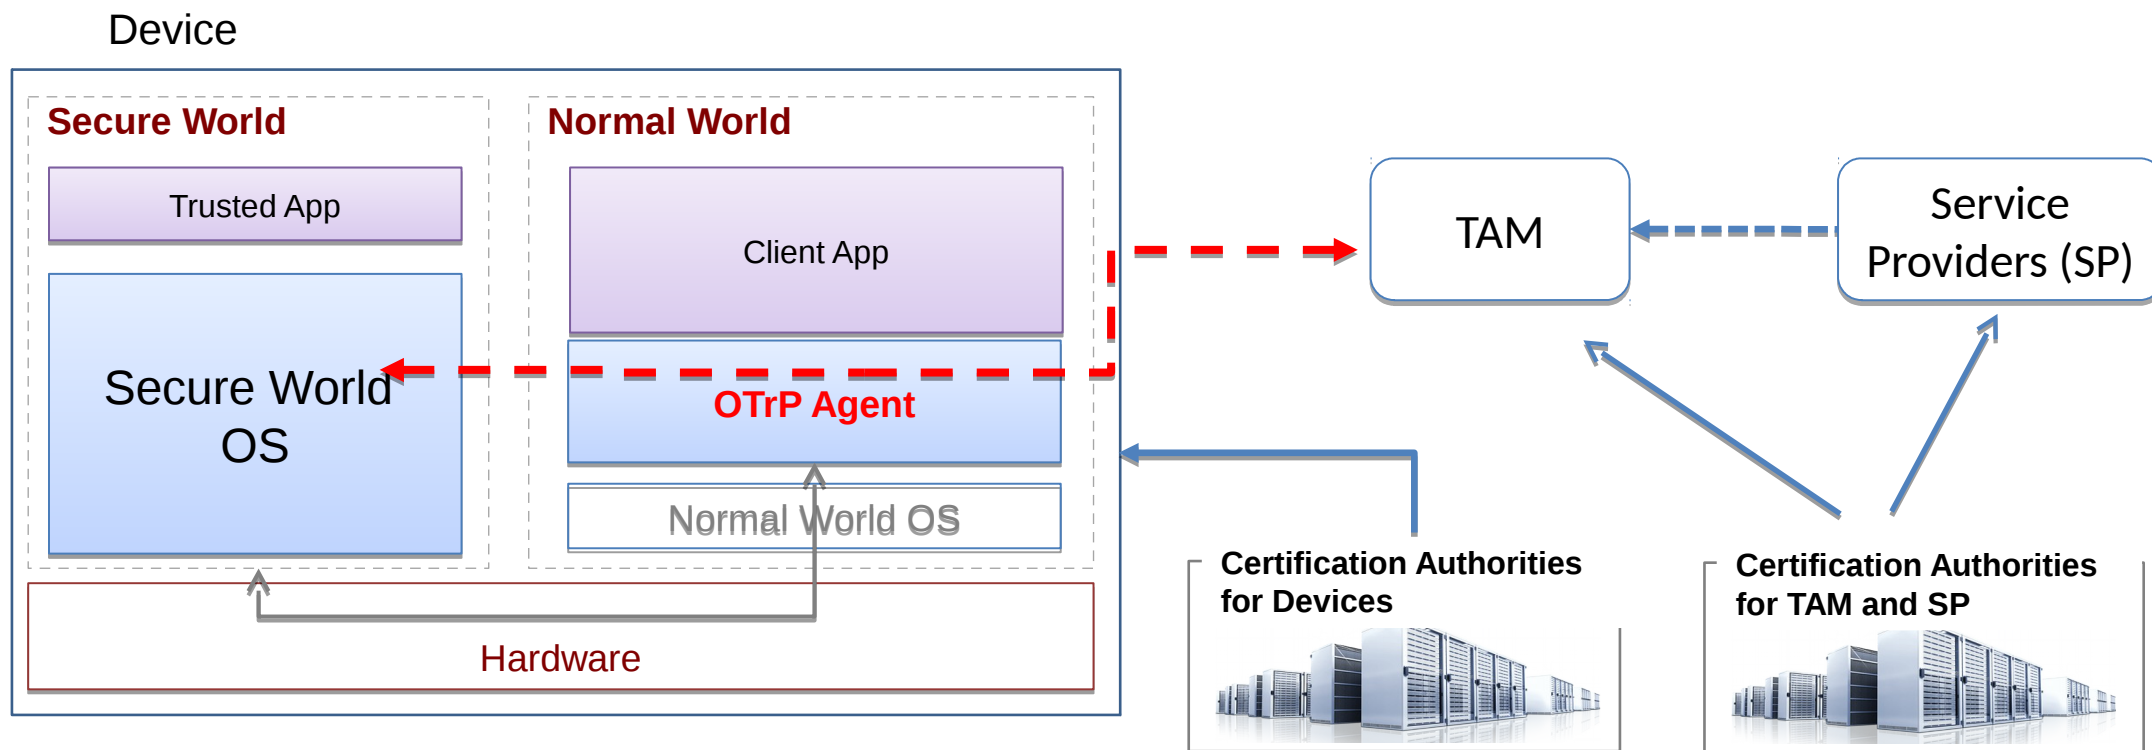 Device
Secure World
Normal World
Trusted App
Client App
Secure World
OS
OTrP Agent
Normal World OS
Hardware
TAM
Service
Providers (SP)
Certification Authorities
for Devices
Certification Authorities
for TAM and SP